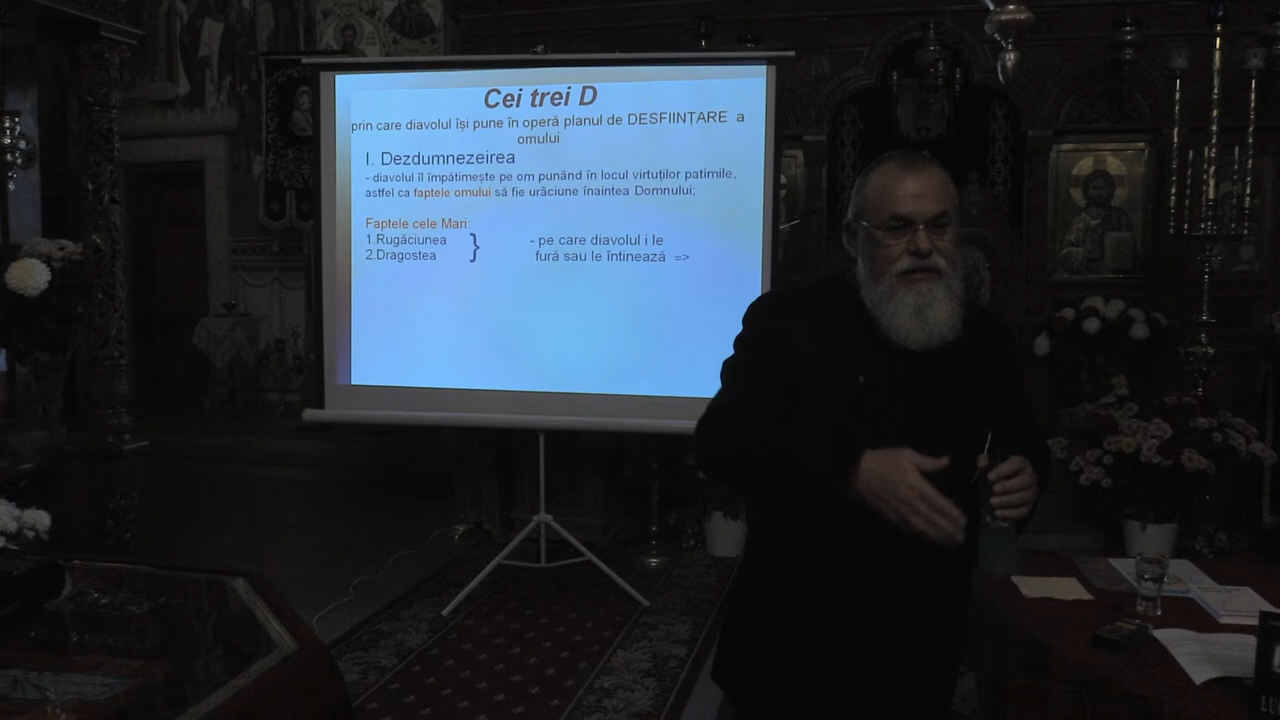 Cei trei D
prin care diavolul își pune în operă planul de DESFIINȚARE a
omului
I. Dezdumnezeirea
- diavolul îl împătimește pe om punând în locul virtuților patimile,
astfel ca faptele omului să fie urâciune înaintea Domnului;
Faptele cele Mari:
1.Rugăciunea } - pe care diavolul i le
2.Dragostea fură sau le întinează =>